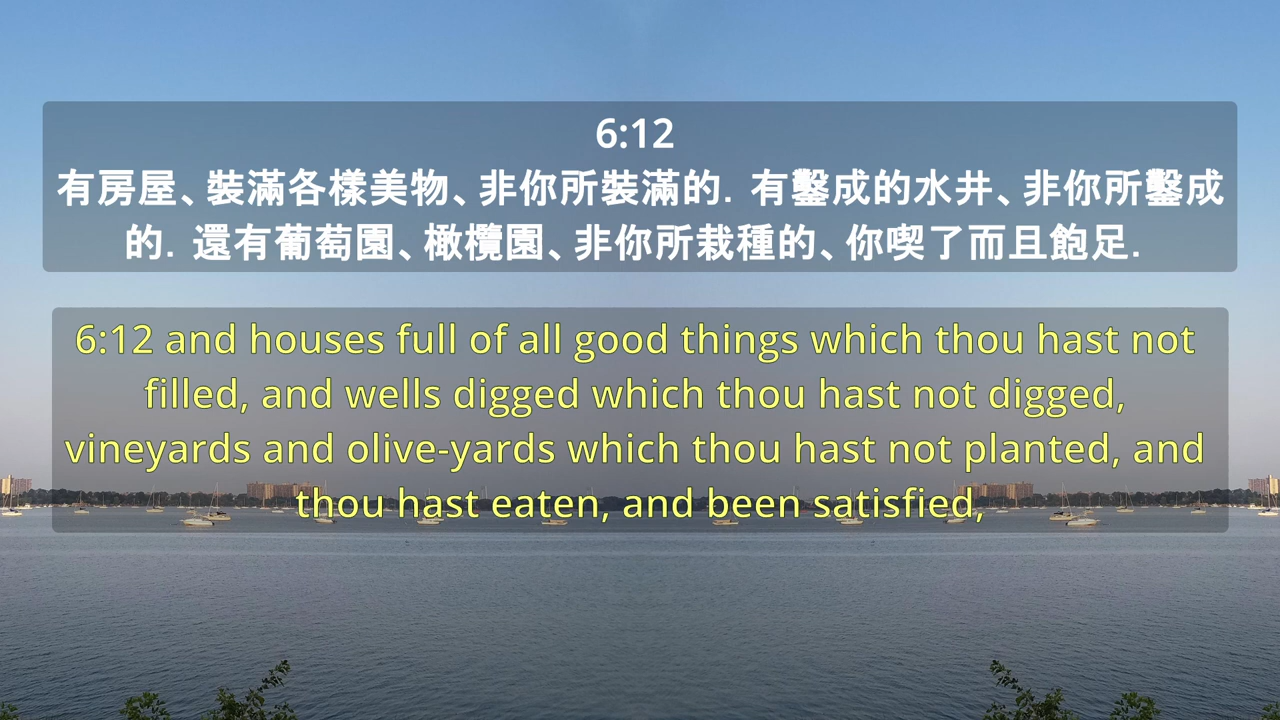 6:12
有房屋、裝滿各樣美物、非你所裝滿的．有鑿成的水井、非你所鑿成
的．還有葡萄園、橄欖園、非你所栽種的、你喫了而且飽足．
6:12 and houses full of all good things which thou hast not
filled, and wells digged which thou hast not digged,
vineyards and olive-yards which thou hast not planted, and
thou hast eaten, and been satisfied,